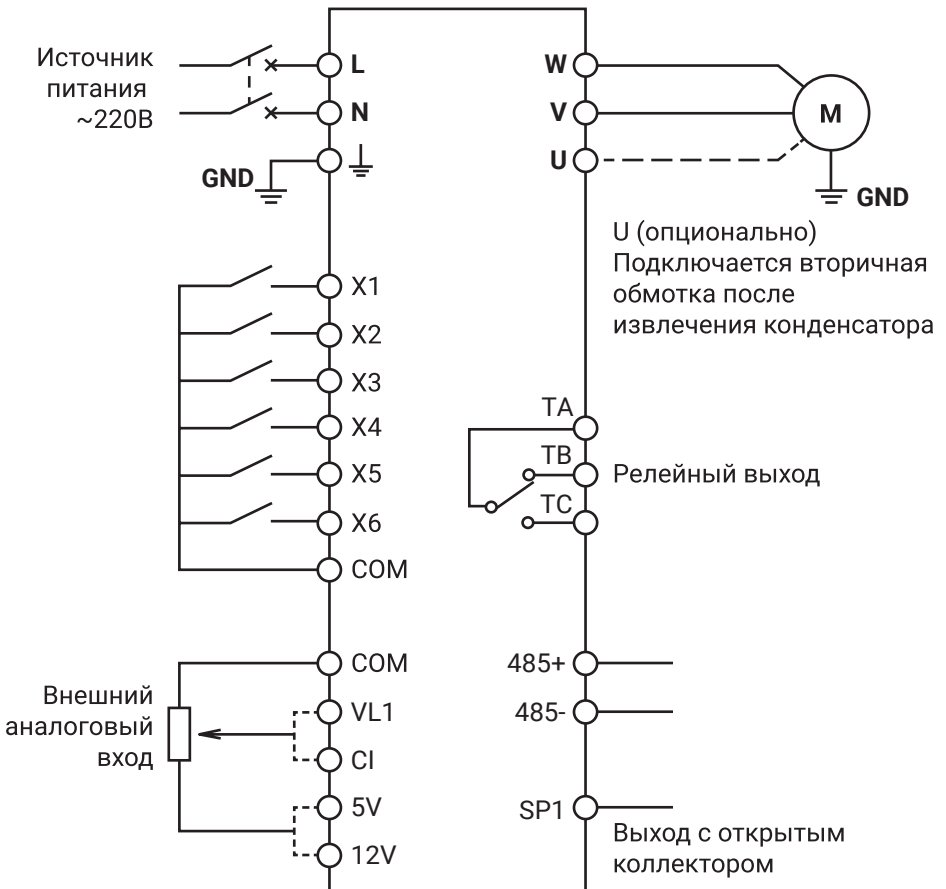 Источник
питания
~220В
L
N
GND
W
V
U
M
GND
U (опционально)
Подключается вторичная
обмотка после
извлечения конденсатора
X1
X2
X3
X4
X5
X6
COM
TA
TB
TC
Релейный выход
Внешний
аналоговый
вход
COM
VL1
CI
5V
12V
485+
485-
SP1
Выход с открытым
коллектором